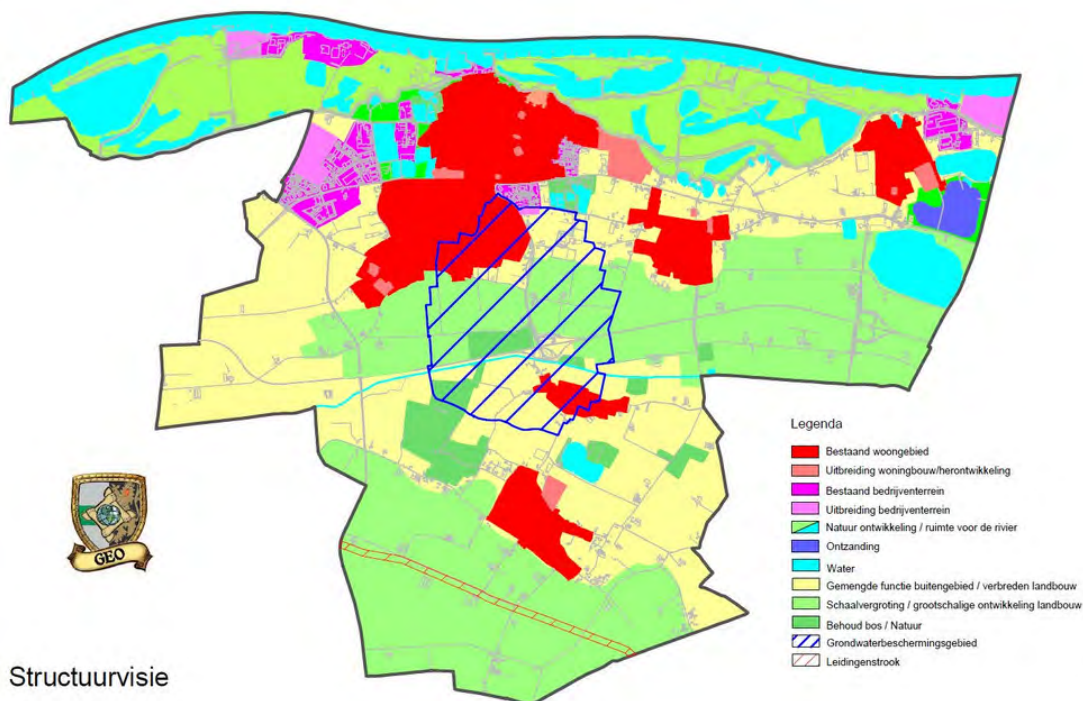 Legenda
Bestaand woongebied
Uitbreiding woningbouw/herontwikkeling
Bestaand bedrijventerrein
Uitbreiding bedrijventerrein
Natuur ontwikkeling / ruimte voor de rivier
Ontzanding
Water
Gemengde functie buitengebied / verbreden landbouw
Schaalvergroting / grootschalige ontwikkeling landbouw
Behoud bos / Natuur
Grondwaterbeschermingsgebied
Leidingenstrook
GEO
Structuurvisie